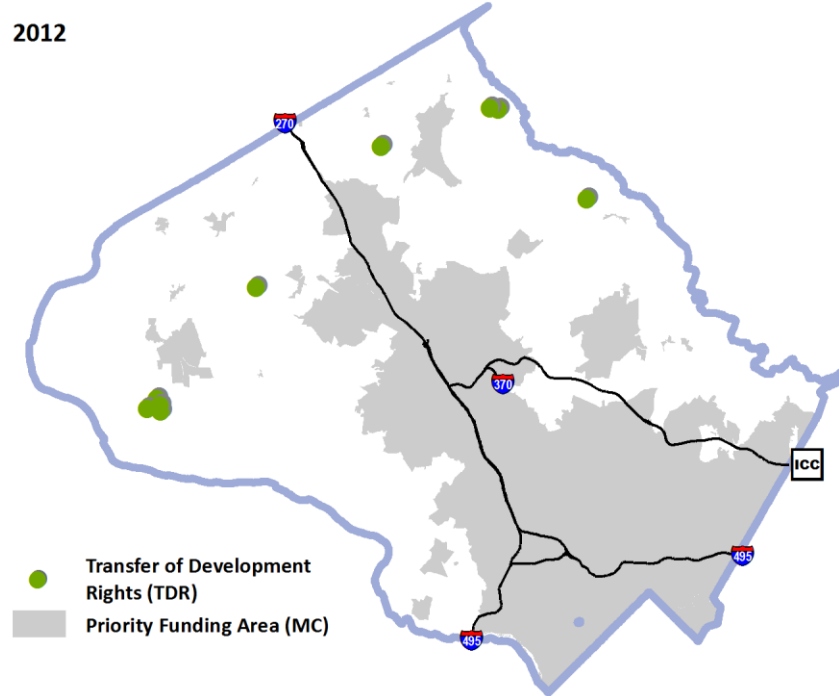 2012
270
370
ICC
495
Transfer of Development
Rights (TDR)
Priority Funding Area (MC)
495